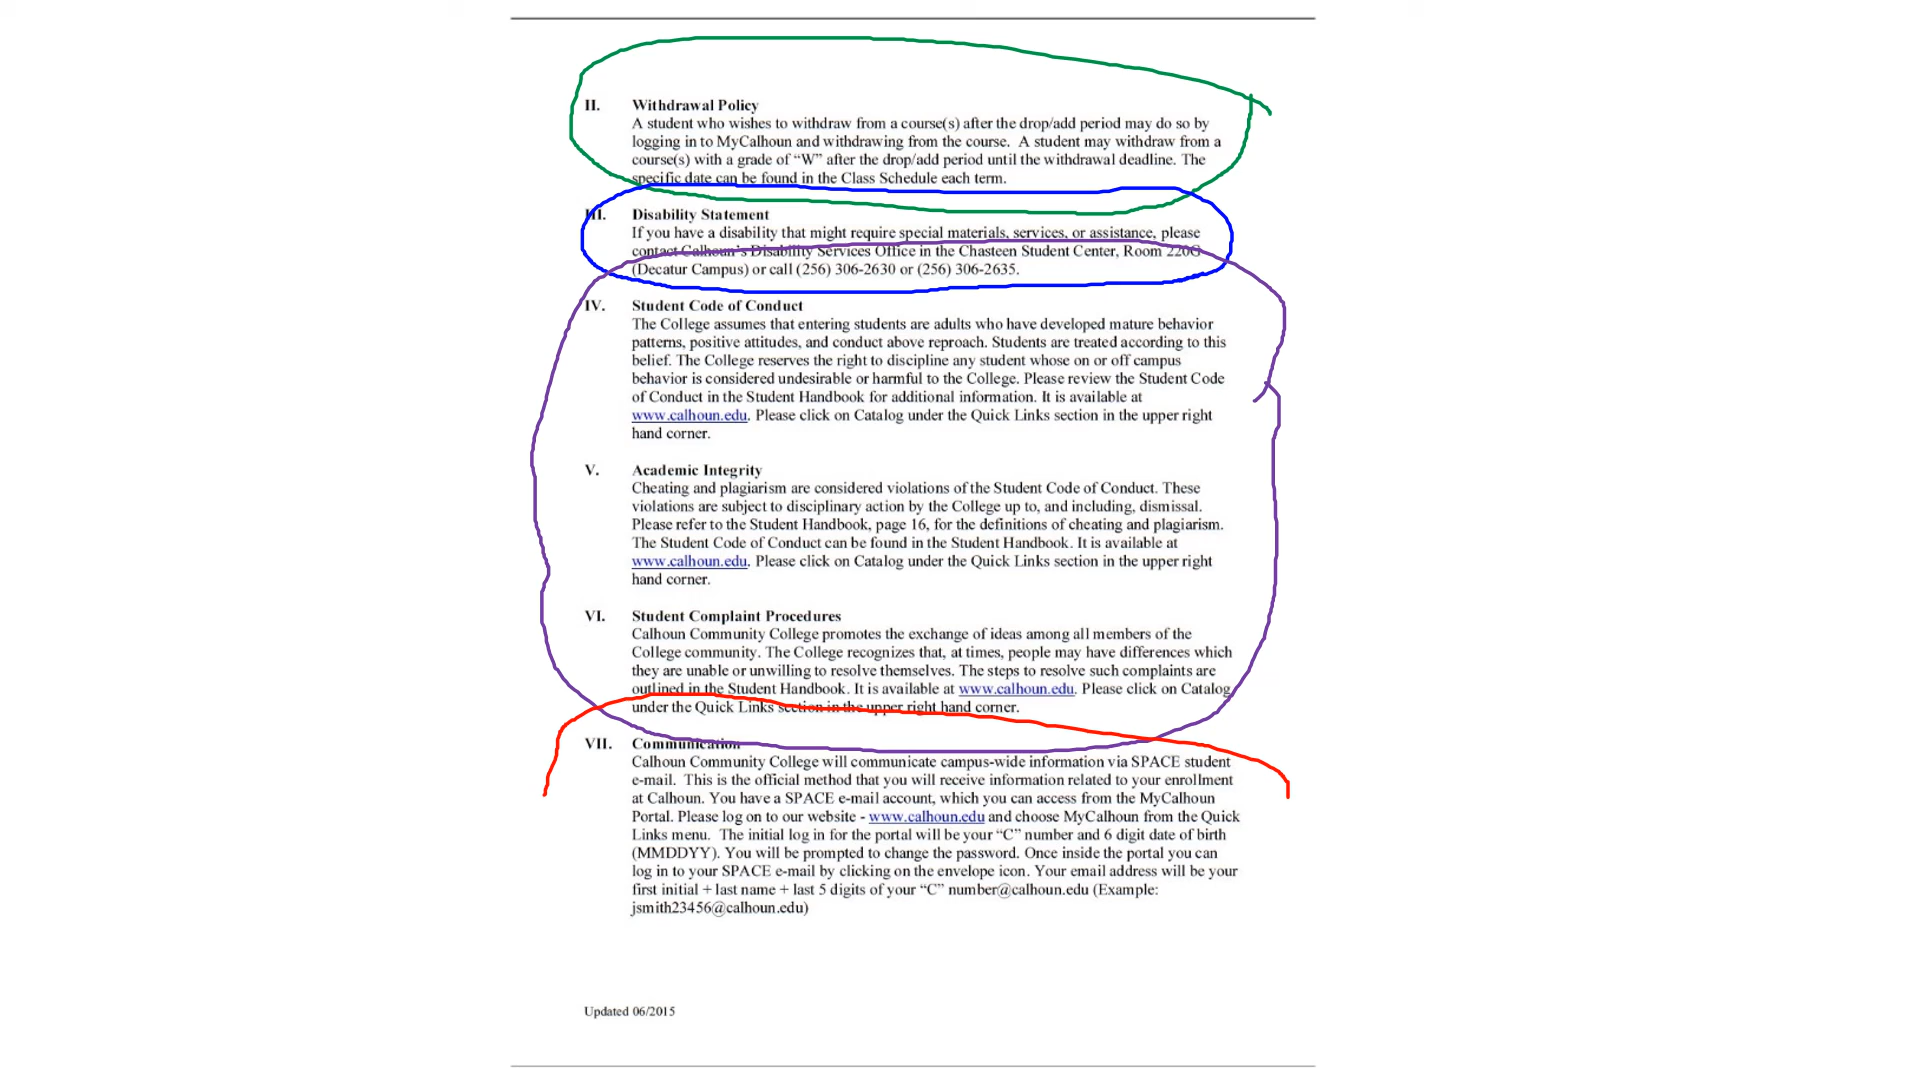 II. Withdrawal Policy
A student who wishes to withdraw from a course(s) after the drop/add period may do so by
logging in to MyCalhoun and withdrawing from the course. A student may withdraw from a
course(s) with a grade of “W” after the drop/add period until the withdrawal deadline. The
specific date can be found in the Class Schedule each term.
III. Disability Statement
If you have a disability that might require special materials, services, or assistance, please
contact Calhoun’s Disability Services Office in the Chasteen Student Center, Room 220G
(Decatur Campus) or call (256) 306-2630 or (256) 306-2635.
IV. Student Code of Conduct
The College assumes that entering students are adults who have developed mature behavior
patterns, positive attitudes, and conduct above reproach. Students are treated according to this
belief. The College reserves the right to discipline any student whose on or off campus
behavior is considered undesirable or harmful to the College. Please review the Student Code
of Conduct in the Student Handbook for additional information. It is available at
www.calhoun.edu. Please click on Catalog under the Quick Links section in the upper right
hand corner.
V. Academic Integrity
Cheating and plagiarism are considered violations of the Student Code of Conduct. These
violations are subject to disciplinary action by the College up to, and including, dismissal.
Please refer to the Student Handbook, page 16, for the definitions of cheating and plagiarism.
The Student Code of Conduct can be found in the Student Handbook. It is available at
www.calhoun.edu. Please click on Catalog under the Quick Links section in the upper right
hand corner.
VI. Student Complaint Procedures
Calhoun Community College promotes the exchange of ideas among all members of the
College community. The College recognizes that, at times, people may have differences which
they are unable or unwilling to resolve themselves. The steps to resolve such complaints are
outlined in the Student Handbook. It is available at www.calhoun.edu. Please click on Catalog
under the Quick Links section in the upper right hand corner.
VII. Communication
Calhoun Community College will communicate campus-wide information via SPACE student
e-mail. This is the official method that you will receive information related to your enrollment
at Calhoun. You have a SPACE e-mail account, which you can access from the MyCalhoun
Portal. Please log on to our website - www.calhoun.edu and choose MyCalhoun from the Quick
Links menu. The initial log in for the portal will be your “C” number and 6 digit date of birth
(MMDDYY). You will be prompted to change the password. Once inside the portal you can
log in to your SPACE e-mail by clicking on the envelope icon. Your email address will be your
first initial + last name + last 5 digits of your “C” number@calhoun.edu (Example:
jsmith23456@calhoun.edu)
Updated 06/2015